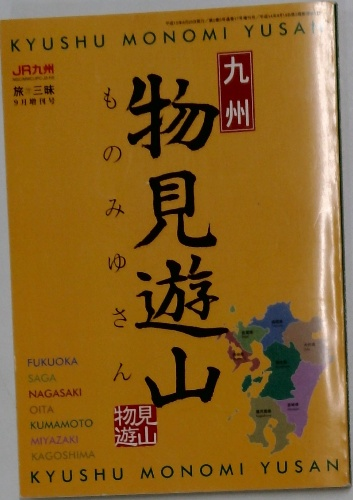 KYUSHU MONOMI YUSAN
JR九州
旅三昧
9月増刊号
九州
物見遊山
ものみゆさん
FUKUOKA
SAGA
NAGASAKI
OITA
KUMAMOTO
MIYAZAKI
KAGOSHIMA
物見
遊山
KYUSHU MONOMI YUSAN